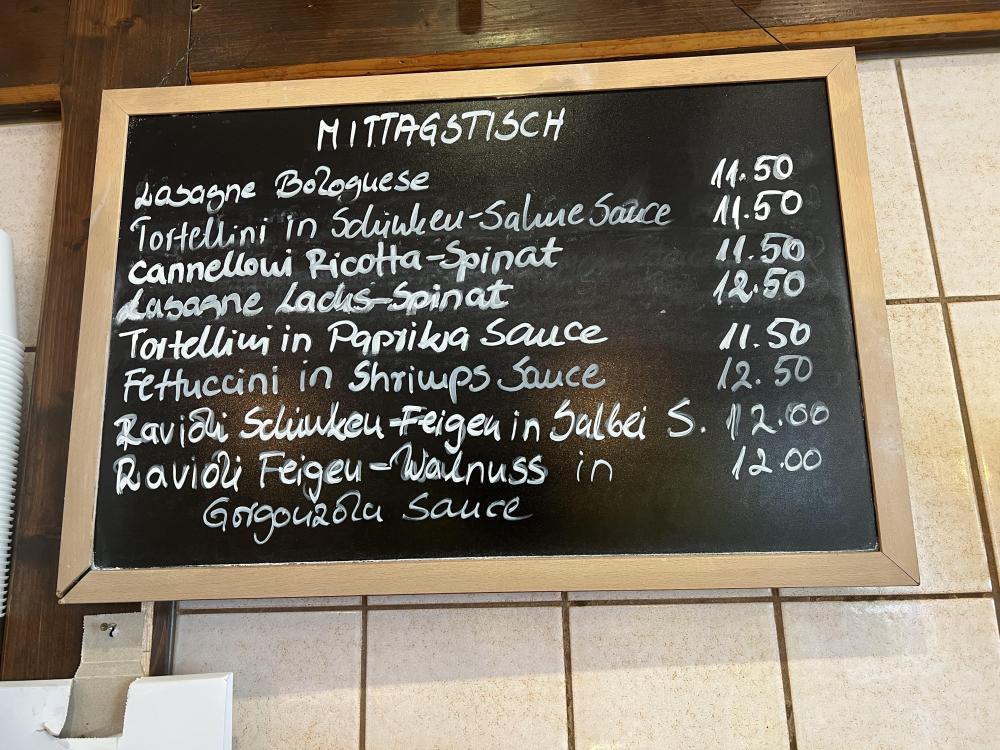 MITTAGSTISCH
Lasagne Bolognese 11.50
Tortellini in Schinken-Sahne Sauce 11.50
Cannelloni Ricotta-Spinat 11.50
Lasagne Lachs-Spinat 12.50
Tortellini in Paprika Sauce 11.50
Fettuccini in Shrimps Sauce 12.50
Ravioli Schinken-Feigen in Salbei S. 12.00
Ravioli Feigen-Walnuss in 12.00
Gorgonzola Sauce